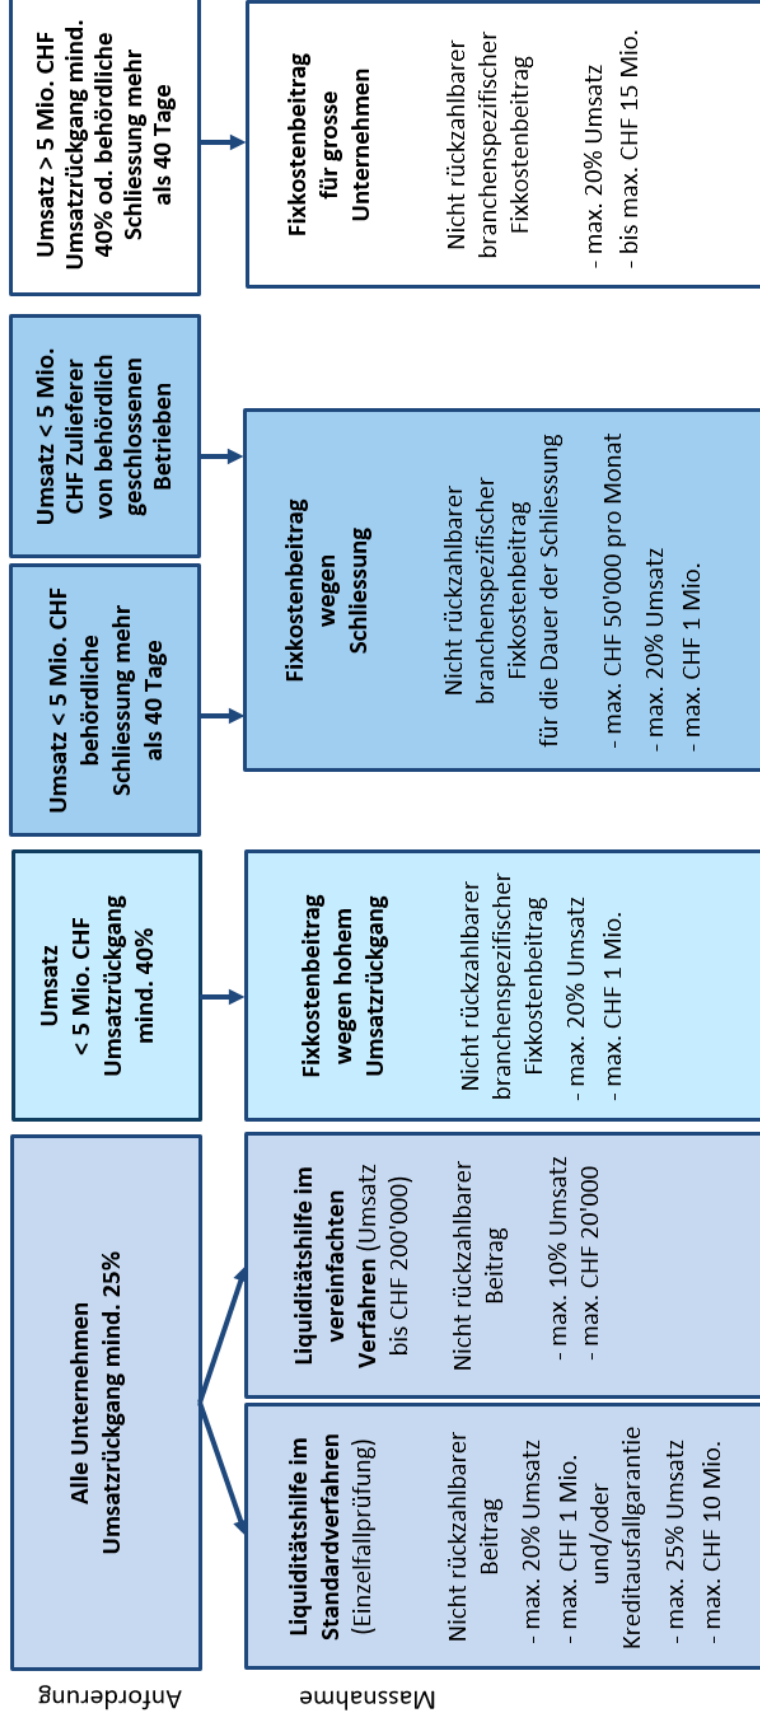 Anforderung
Alle Unternehmen
Umsatzrückgang mind. 25%
Umsatz
< 5 Mio. CHF
Umsatzrückgang
mind. 40%
Umsatz < 5 Mio. CHF
behördliche
Schliessung mehr
als 40 Tage
Umsatz < 5 Mio.
CHF Zulieferer
von behördlich
geschlossenen
Betrieben
Umsatz > 5 Mio. CHF
Umsatzrückgang mind.
40% od. behördliche
Schliessung mehr
als 40 Tage
Massnahme
Liquiditätshilfe im
Standardverfahren
(Einzelfallprüfung)
Nicht rückzahlbarer
Beitrag
- max. 20% Umsatz
- max. CHF 1 Mio.
und/oder
Kreditausfallgarantie
- max. 25% Umsatz
- max. CHF 10 Mio.
Liquiditätshilfe im
vereinfachten
Verfahren (Umsatz
bis CHF 200'000)
Nicht rückzahlbarer
Beitrag
- max. 10% Umsatz
- max. CHF 20'000
Fixkostenbeitrag
wegen hohem
Umsatzrückgang
Nicht rückzahlbarer
branchenspezifischer
Fixkostenbeitrag
- max. 20% Umsatz
- max. CHF 1 Mio.
Fixkostenbeitrag
wegen
Schliessung
Nicht rückzahlbarer
branchenspezifischer
Fixkostenbeitrag
für die Dauer der Schliessung
- max. CHF 50'000 pro Monat
- max. 20% Umsatz
- max. CHF 1 Mio.
Fixkostenbeitrag
für grosse
Unternehmen
Nicht rückzahlbarer
branchenspezifischer
Fixkostenbeitrag
- max. 20% Umsatz
- bis max. CHF 15 Mio.